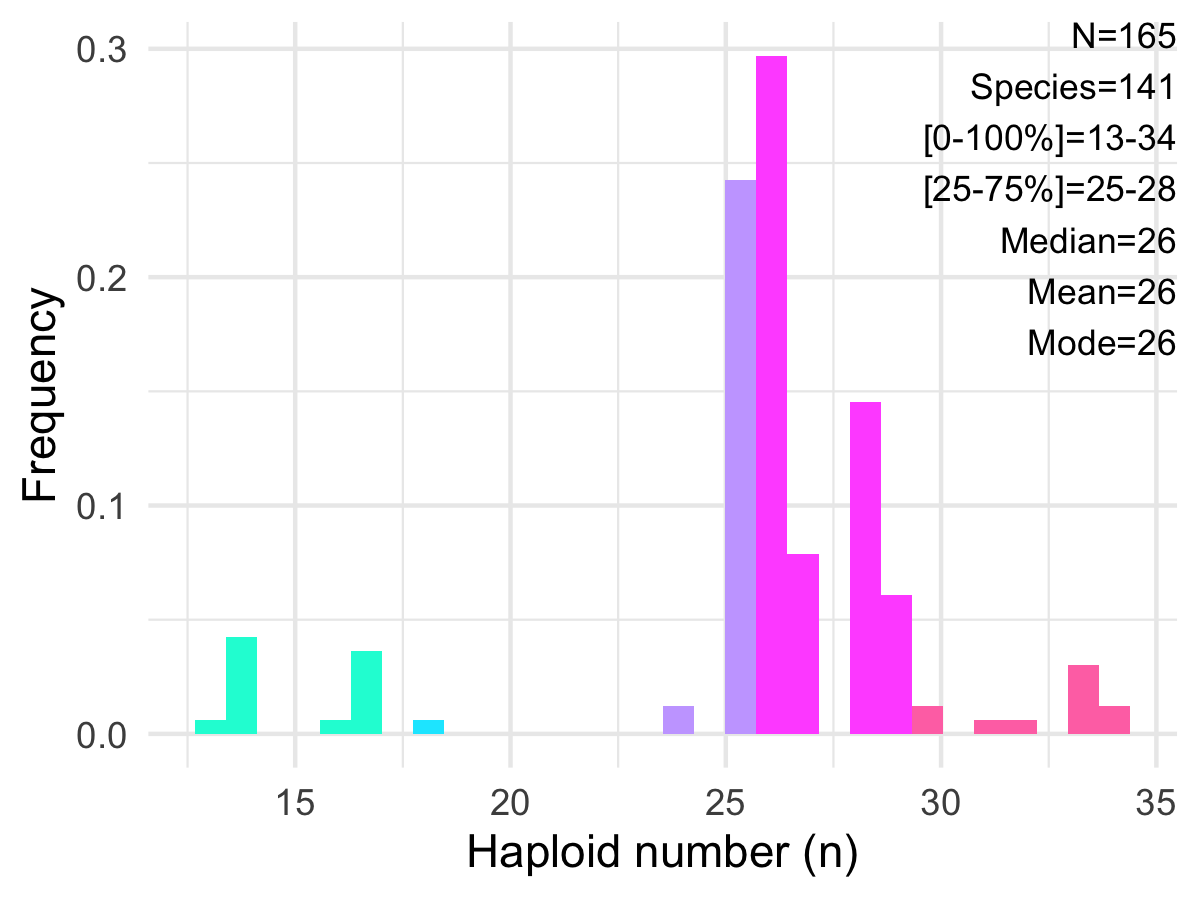 N=165
Species=141
[0-100%]=13-34
[25-75%]=25-28
Median=26
Mean=26
Mode=26
Frequency
0.3
0.2
0.1
0.0
15 20 25 30 35
Haploid number (n)